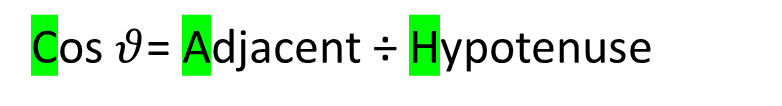 Cos 𝜗= Adjacent ÷ Hypotenuse